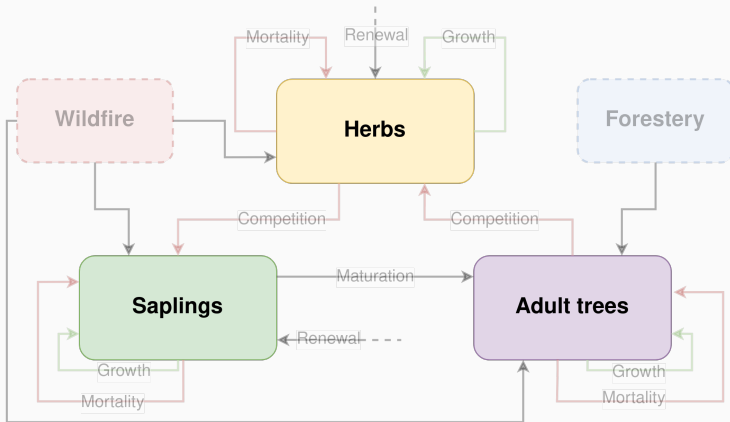 Mortality
Renewal
Growth
Wildfire
Herbs
Forestery
Competition
Competition
Maturation
Saplings
Adult trees
Renewal
Growth
Growth
Mortality
Mortality